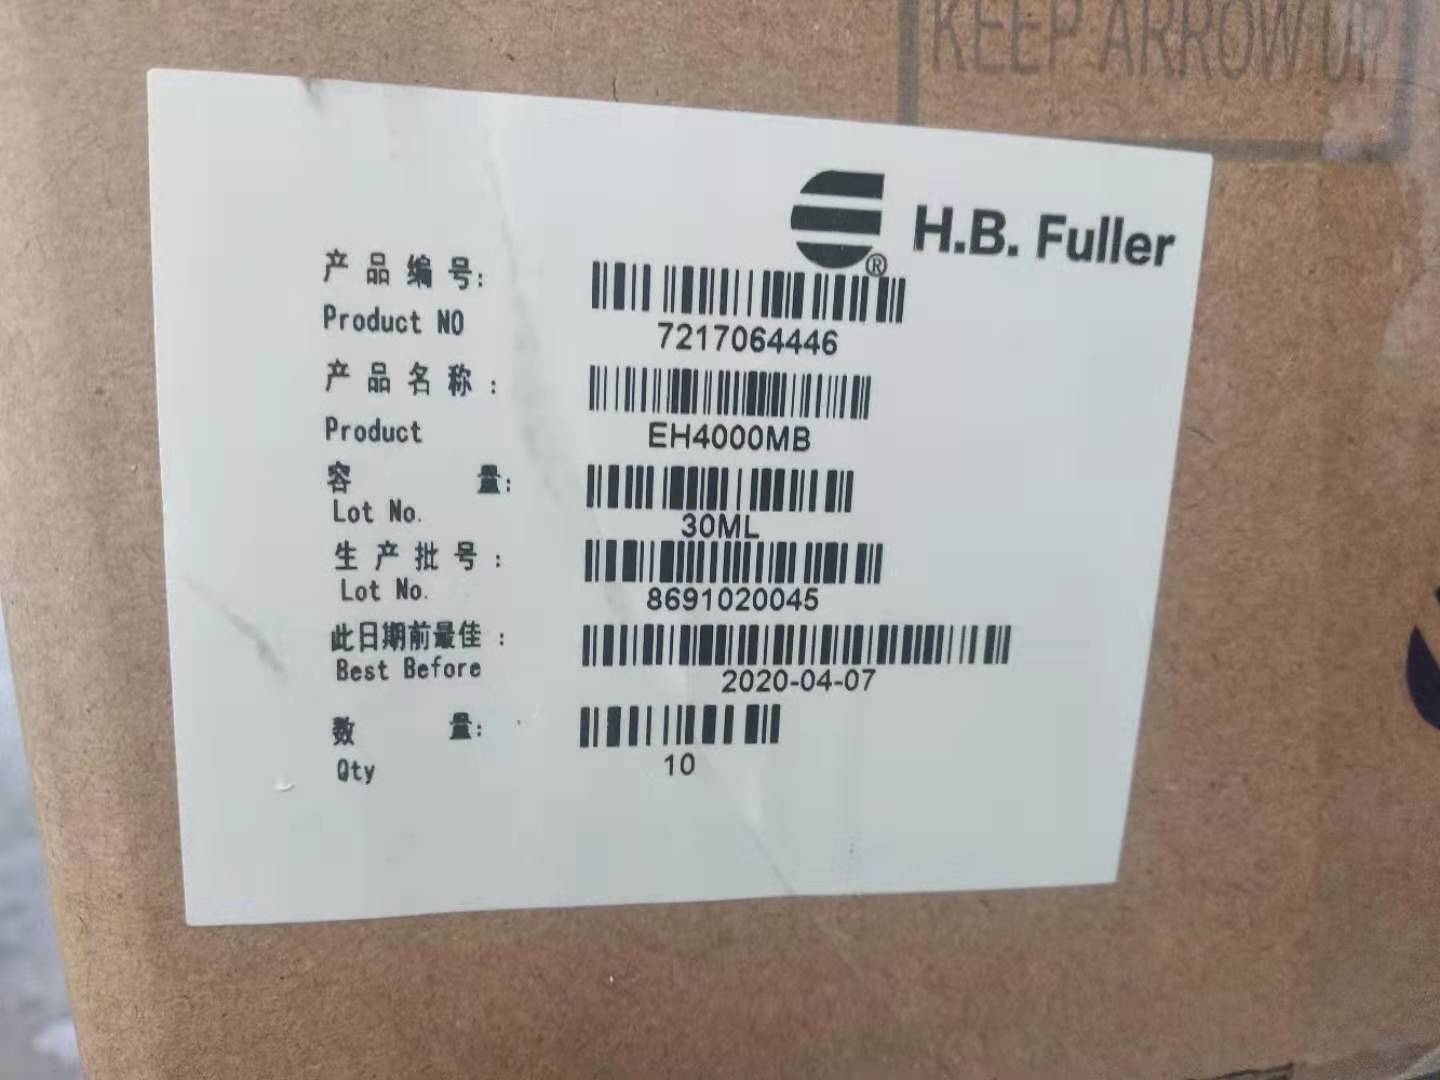 KEEP ARROW UP
H.B. Fuller
®
产品编号:
7217064446
Product NO
产品名称:
EH4000MB
Product
容量:
Lot No.
30ML
生产批号:
Lot No.
8691020045
此日期前最佳:
Best Before
2020-04-07
数量:
Qty
10